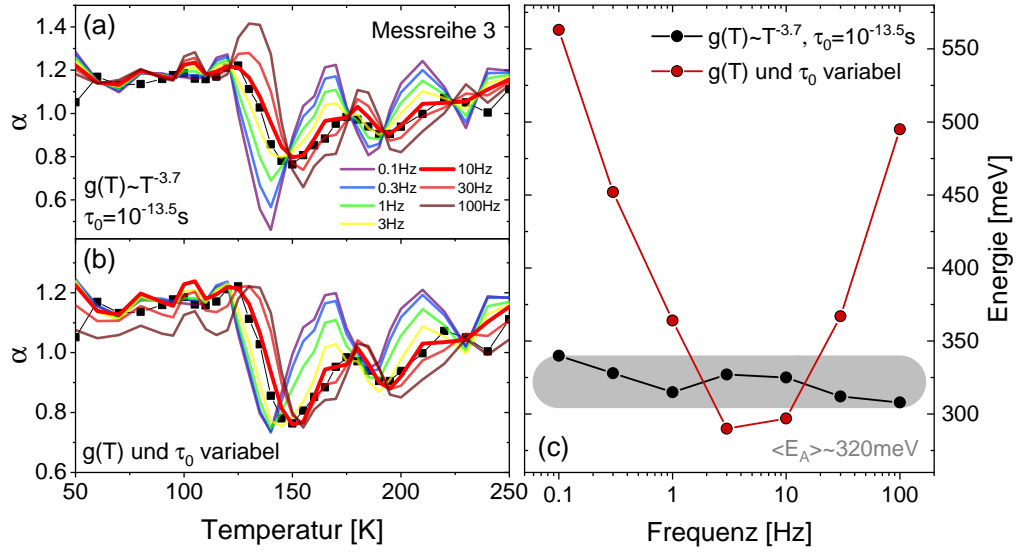 (a)
Messreihe 3
1.4
1.2
1.0
0.8
0.6
α
g(T)~T^-3.7
τ0=10^-13.5s
0.1Hz
0.3Hz
1Hz
3Hz
10Hz
30Hz
100Hz
(b)
1.2
1.0
0.8
0.6
α
g(T) und τ0 variabel
50
100
150
200
250
Temperatur [K]
g(T)~T^-3.7, τ0=10^-13.5s
g(T) und τ0 variabel
550
500
450
400
350
300
Energie [meV]
(c)
<E_A>~320meV
0.1
1
10
100
Frequenz [Hz]